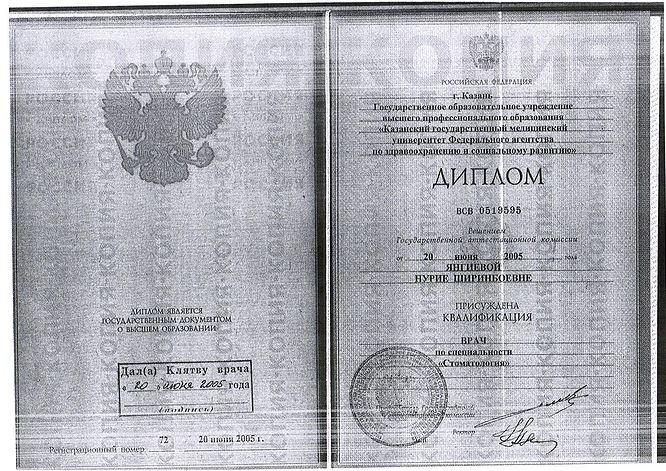 КОПИЯ
ДИПЛОМ ЯВЛЯЕТСЯ
ГОСУДАРСТВЕННЫМ ДОКУМЕНТОМ
О ВЫСШЕМ ОБРАЗОВАНИИ
Дал(а) Клятву врача
« 20 » июня 2005 года
(подпись)
Регистрационный номер 72 20 июня 2005 г.
КОПИЯ
РОССИЙСКАЯ ФЕДЕРАЦИЯ
г. Казань
Государственное образовательное учреждение
высшего профессионального образования
«Казанский государственный медицинский
университет Федерального агентства
по здравоохранению и социальному развитию»
ДИПЛОМ
ВСВ 0519595
Решением
Государственной аттестационной комиссии
от 20 июня 2005 года
ЯНГИЕВОЙ
НУРИЕ ШИРИНБОЕВНЕ
ПРИСУЖДЕНА
КВАЛИФИКАЦИЯ
ВРАЧ
по специальности
«Стоматология»
Ректор